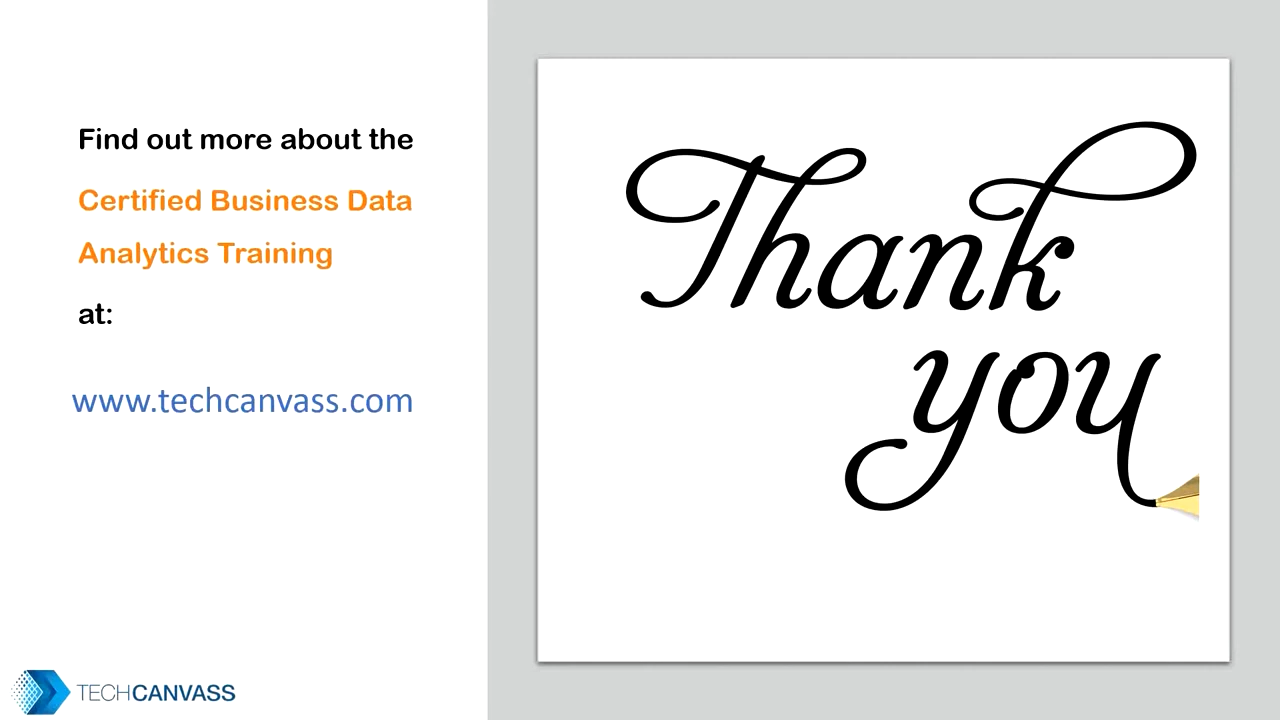 Find out more about the
Certified Business Data
Analytics Training
at:
www.techcanvass.com
Thank
you
TECHCANVASS